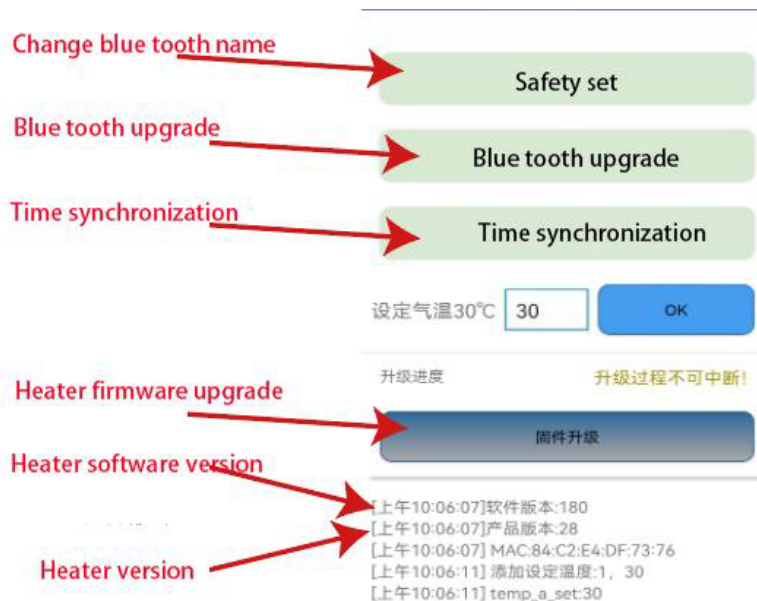 Change blue tooth name
Safety set
Blue tooth upgrade
Blue tooth upgrade
Time synchronization
Time synchronization
设定气温30℃ 30 OK
升级进度 升级过程不可中断!
Heater firmware upgrade
固件升级
Heater software version
[上午10:06:07]软件版本:180
[上午10:06:07]产品版本:28
[上午10:06:07] MAC:84:C2:E4:DF:73:76
Heater version
[上午10:06:11] 添加设定温度:1，30
[上午10:06:11] temp_a_set:30